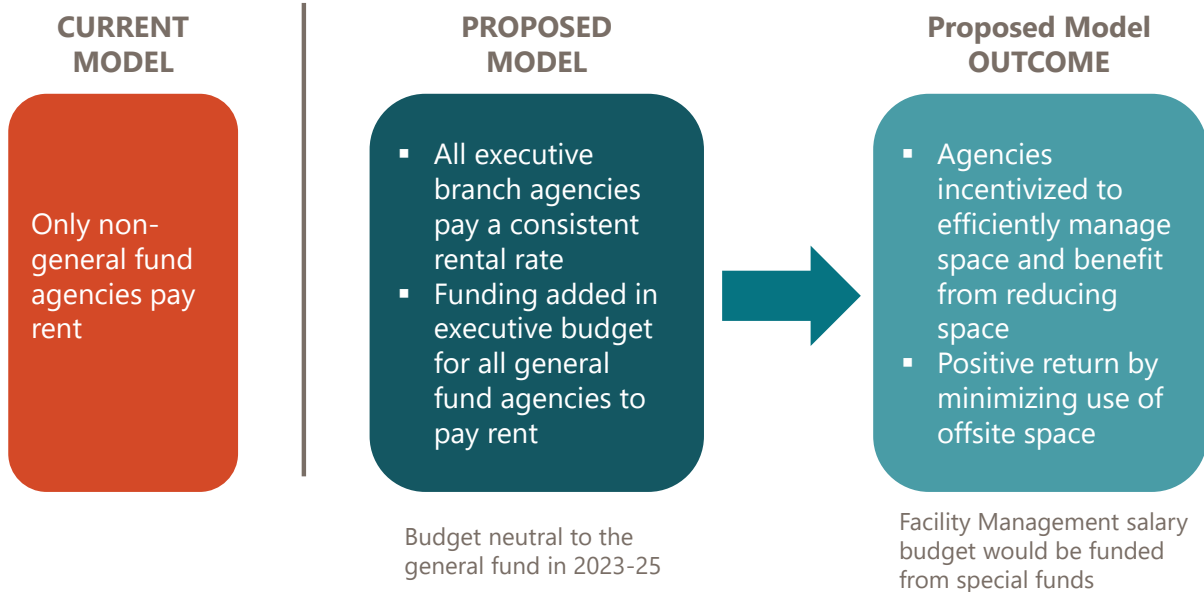 CURRENT
MODEL
Only non-
general fund
agencies pay
rent
PROPOSED
MODEL
▪ All executive
branch agencies
pay a consistent
rental rate
▪ Funding added in
executive budget
for all general
fund agencies to
pay rent
Budget neutral to the
general fund in 2023-25
Proposed Model
OUTCOME
▪ Agencies
incentivized to
efficiently manage
space and benefit
from reducing
space
▪ Positive return by
minimizing use of
offsite space
Facility Management salary
budget would be funded
from special funds